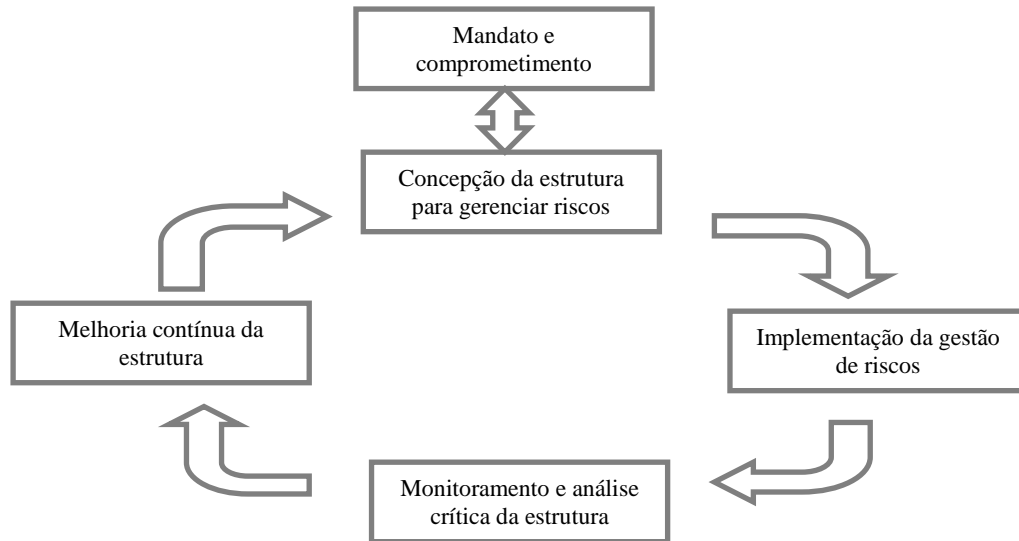 Mandato e
comprometimento
Concepção da estrutura
para gerenciar riscos
Melhoria contínua da
estrutura
Implementação da gestão
de riscos
Monitoramento e análise
crítica da estrutura